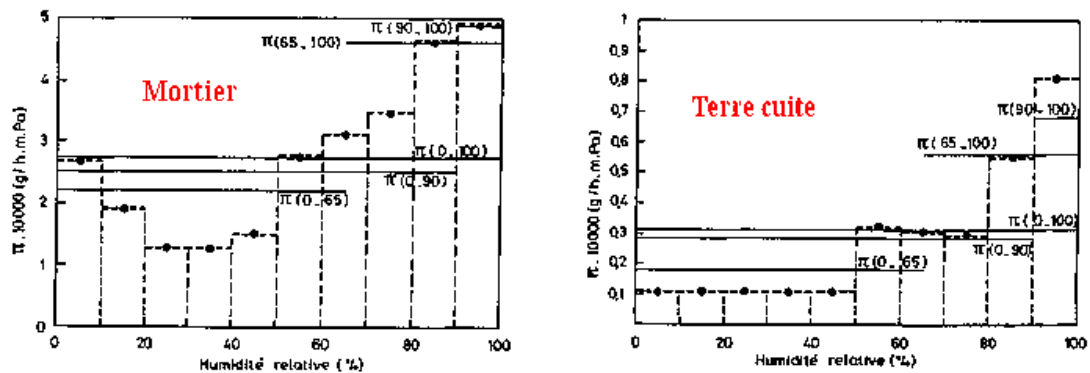 5
4
3
2
1
0
π.10000 (g/h.m.Pa)
Mortier
π(90_100)
π(65_100)
π(0_100)
π(0_90)
π(0_65)
0 20 40 60 80 100
Humidité relative (%)
1
0,9
0,8
0,7
0,6
0,5
0,4
0,3
0,2
0,1
π.10000 (g/h.m.Pa)
Terre cuite
π(90-100)
π(65_100)
π(0_100)
π(0_90)
π(0_65)
0 20 40 60 80 100
Humidité relative (%)